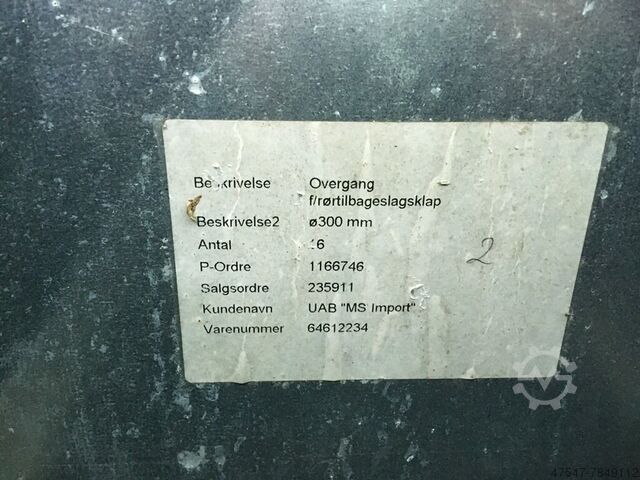 Beskrivelse Overgang
f/rørtilbageslagsklap
Beskrivelse2 ø300 mm
Antal 16
P-Ordre 1166746
Salgsordre 235911
Kundenavn UAB "MS Import"
Varenummer 64612234
2
47547-7849112